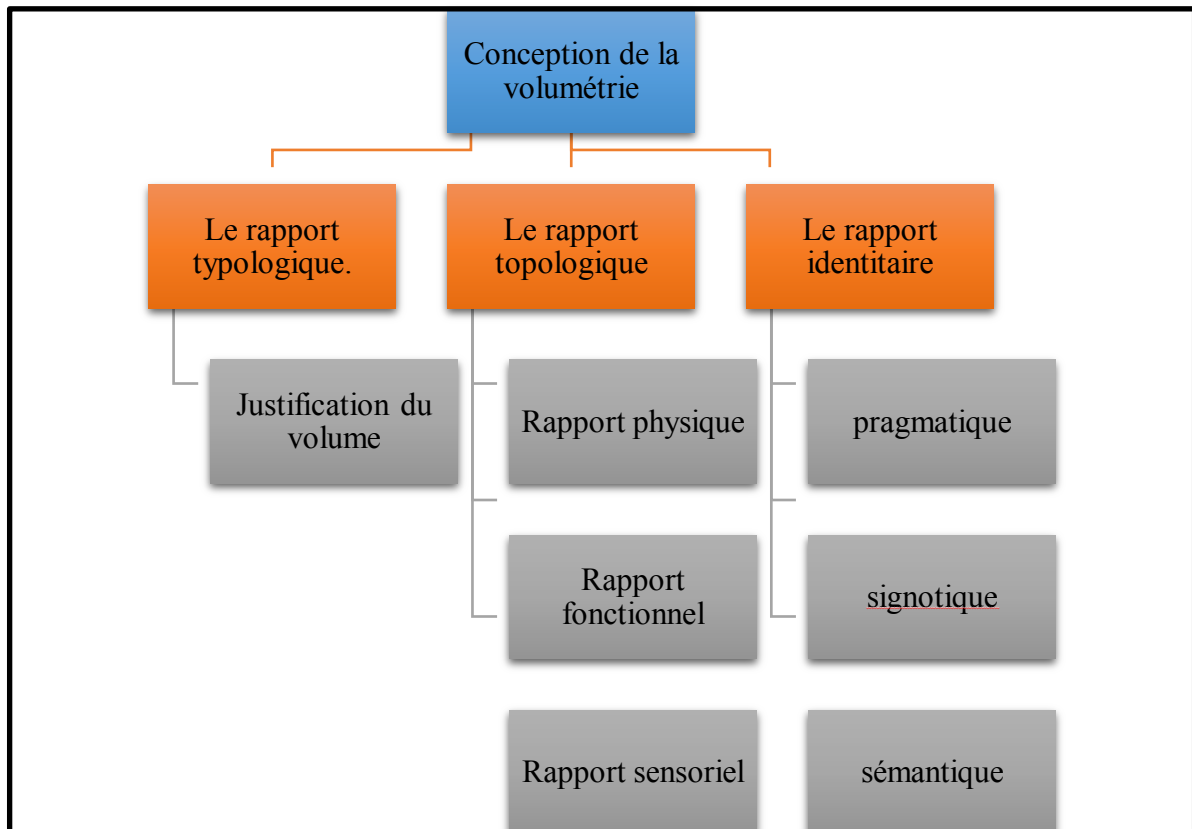 Conception de la
volumétrie
Le rapport
typologique.
Le rapport
topologique
Le rapport
identitaire
Justification du
volume
Rapport physique
pragmatique
Rapport
fonctionnel
signotique
Rapport sensoriel
sémantique